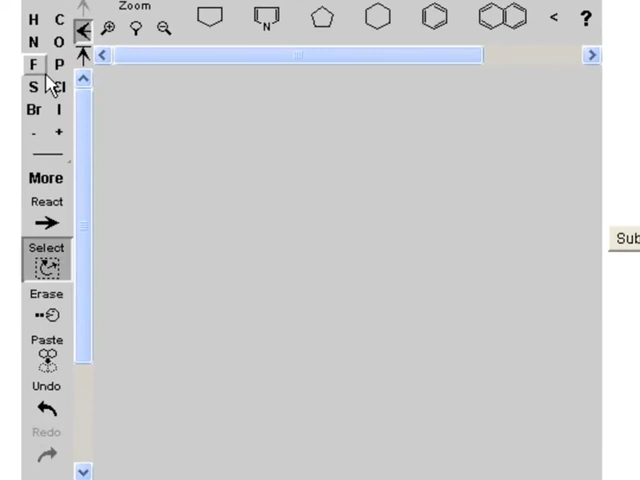 Zoom
H C
N O
F P
S Cl
Br I
- +
N
< ?
More
React
Select
Erase
Paste
Undo
Redo
Sub